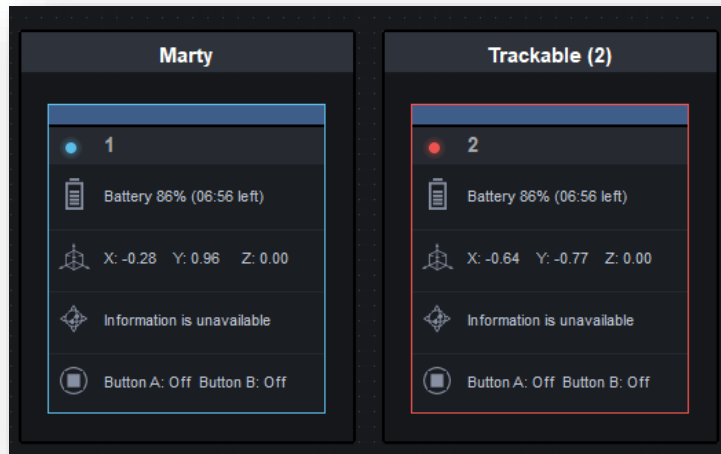 Marty
1
Battery 86% (06:56 left)
X: -0.28 Y: 0.96 Z: 0.00
Information is unavailable
Button A: Off Button B: Off
Trackable (2)
2
Battery 86% (06:56 left)
X: -0.64 Y: -0.77 Z: 0.00
Information is unavailable
Button A: Off Button B: Off